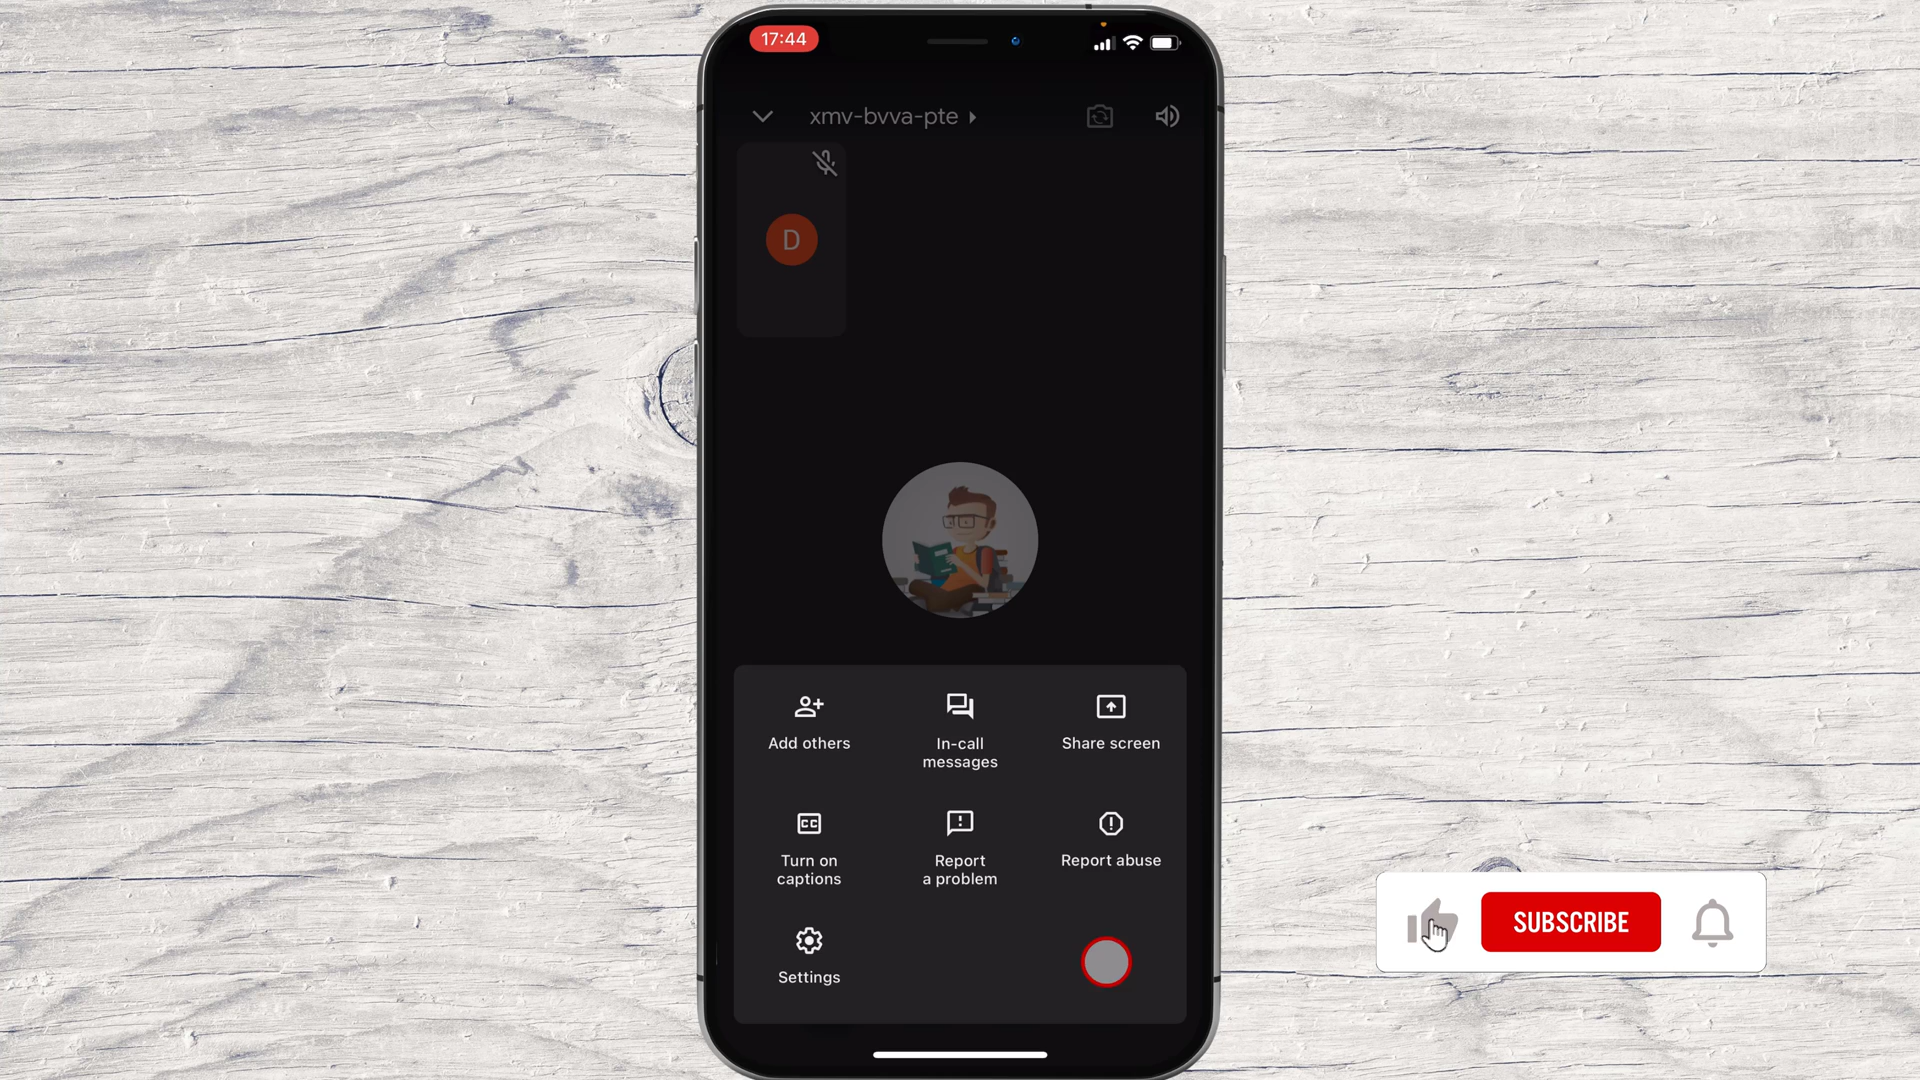 17:44
xmv-bvva-pte
D
Add others
In-call
messages
Share screen
CC
Turn on
captions
Report
a problem
Report abuse
Settings
SUBSCRIBE